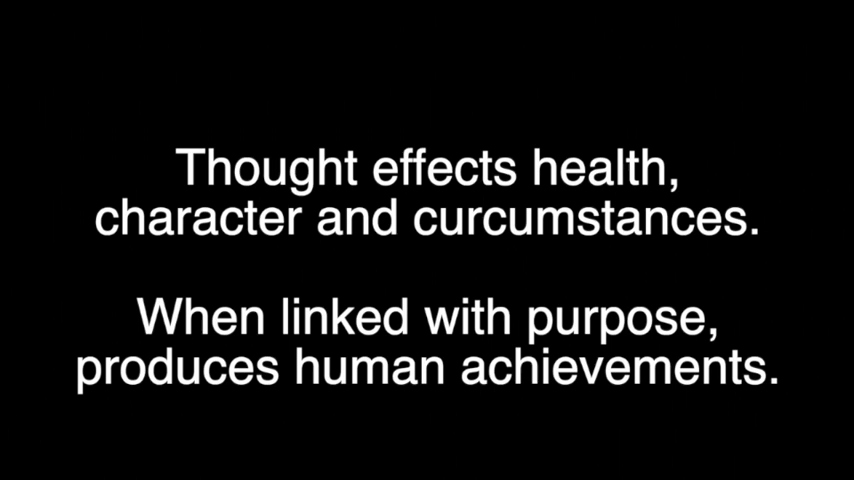 Thought effects health,
character and curcumstances.
When linked with purpose,
produces human achievements.